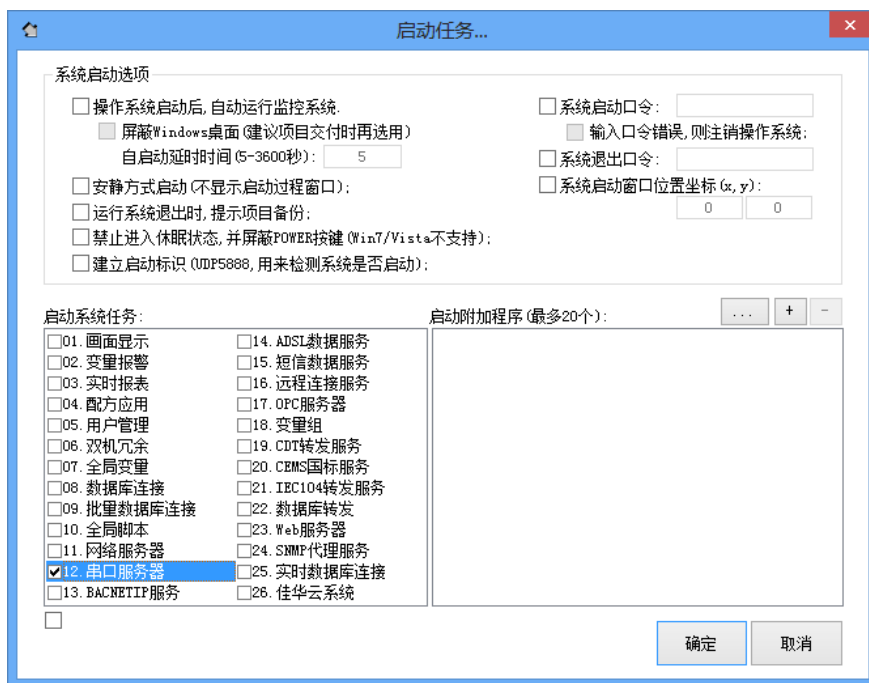 启动任务...
系统启动选项
操作系统启动后,自动运行监控系统.
屏蔽Windows桌面(建议项目交付时再选用)
自启动延时时间(5-3600秒): 5
安静方式启动(不显示启动过程窗口);
运行系统退出时,提示项目备份;
禁止进入休眠状态,并屏蔽POWER按键(Win7/Vista不支持);
建立启动标识(UDP5888,用来检测系统是否启动);
系统启动口令:
输入口令错误,则注销操作系统;
系统退出口令:
系统启动窗口位置坐标(x,y):
0 0
启动系统任务:
01.画面显示
02.变量报警
03.实时报表
04.配方应用
05.用户管理
06.双机冗余
07.全局变量
08.数据库连接
09.批量数据库连接
10.全局脚本
11.网络服务器
12.串口服务器
13.BACNETIP服务
14.ADSL数据服务
15.短信数据服务
16.远程连接服务
17.OPC服务器
18.变量组
19.CDT转发服务
20.CEMS国标服务
21.IEC104转发服务
22.数据库转发
23.Web服务器
24.SNMP代理服务
25.实时数据库连接
26.佳华云系统
启动附加程序(最多20个):
... + −
确定 取消